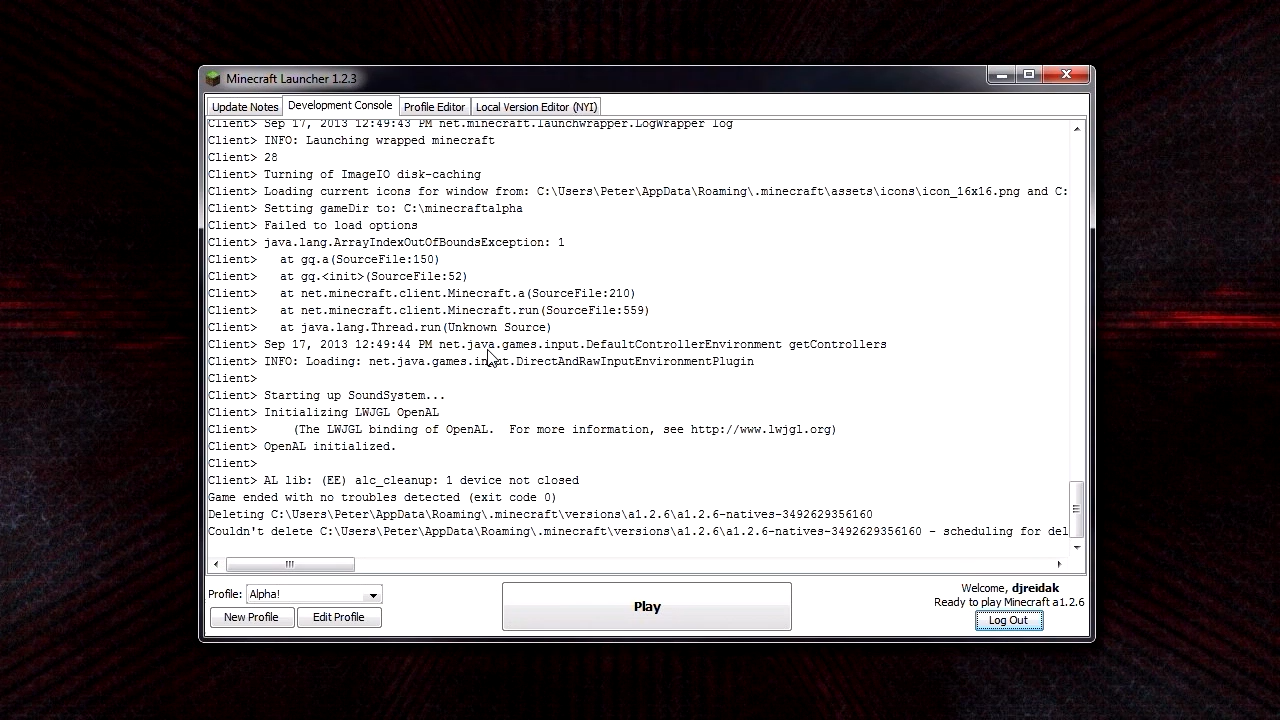 Minecraft Launcher 1.2.3
Update Notes Development Console Profile Editor Local Version Editor (NYI)
Client> Sep 17, 2013 12:49:43 PM net.minecraft.launchwrapper.LogWrapper log
Client> INFO: Launching wrapped minecraft
Client> 28
Client> Turning of ImageIO disk-caching
Client> Loading current icons for window from: C:\Users\Peter\AppData\Roaming\.minecraft\assets\icons\icon_16x16.png and C:
Client> Setting gameDir to: C:\minecraftalpha
Client> Failed to load options
Client> java.lang.ArrayIndexOutOfBoundsException: 1
Client> at gq.a(SourceFile:150)
Client> at gq.<init>(SourceFile:52)
Client> at net.minecraft.client.Minecraft.a(SourceFile:210)
Client> at net.minecraft.client.Minecraft.run(SourceFile:559)
Client> at java.lang.Thread.run(Unknown Source)
Client> Sep 17, 2013 12:49:44 PM net.java.games.input.DefaultControllerEnvironment getControllers
Client> INFO: Loading: net.java.games.input.DirectAndRawInputEnvironmentPlugin
Client>
Client> Starting up SoundSystem...
Client> Initializing LWJGL OpenAL
Client> (The LWJGL binding of OpenAL. For more information, see http://www.lwjgl.org)
Client> OpenAL initialized.
Client>
Client> AL lib: (EE) alc_cleanup: 1 device not closed
Game ended with no troubles detected (exit code 0)
Deleting C:\Users\Peter\AppData\Roaming\.minecraft\versions\a1.2.6\a1.2.6-natives-3492629356160
Couldn't delete C:\Users\Peter\AppData\Roaming\.minecraft\versions\a1.2.6\a1.2.6-natives-3492629356160 - scheduling for del
Profile: Alpha!
New Profile Edit Profile
Play
Welcome, djreidak
Ready to play Minecraft a1.2.6
Log Out